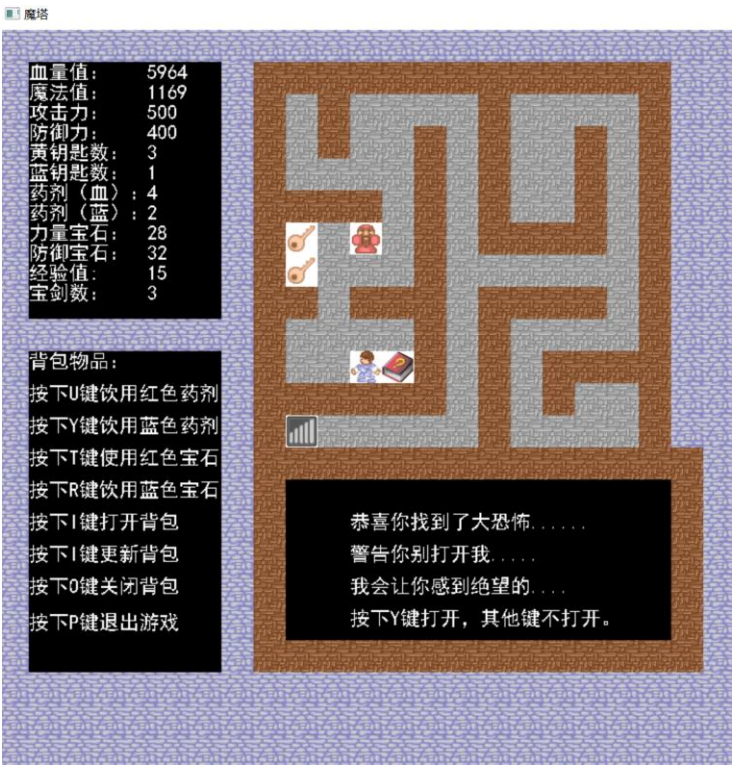 魔塔
血量值： 5964
魔法值： 1169
攻击力： 500
防御力： 400
黄钥匙数： 3
蓝钥匙数： 1
药剂（血）：4
药剂（蓝）：2
力量宝石： 28
防御宝石： 32
经验值： 15
宝剑数： 3
背包物品：
按下U键饮用红色药剂
按下Y键饮用蓝色药剂
按下T键使用红色宝石
按下R键饮用蓝色宝石
按下I键打开背包
按下I键更新背包
按下O键关闭背包
按下P键退出游戏
恭喜你找到了大恐怖......
警告你别打开我.....
我会让你感到绝望的....
按下Y键打开，其他键不打开。